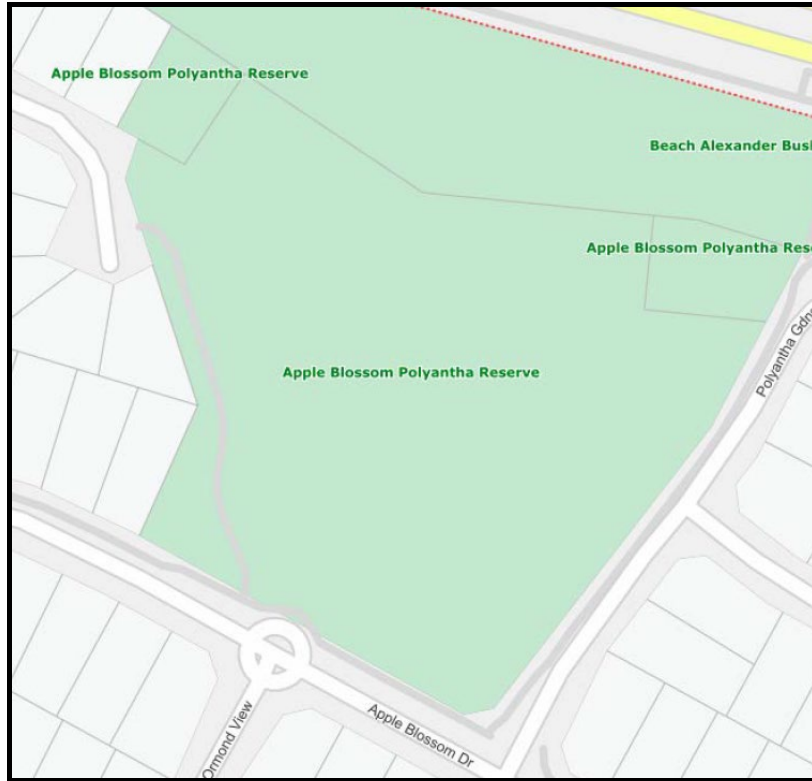 Apple Blossom Polyantha Reserve
Beach Alexander Bus
Apple Blossom Polyantha Res
Apple Blossom Polyantha Reserve
Polyantha Gdn
Ormond View
Apple Blossom Dr